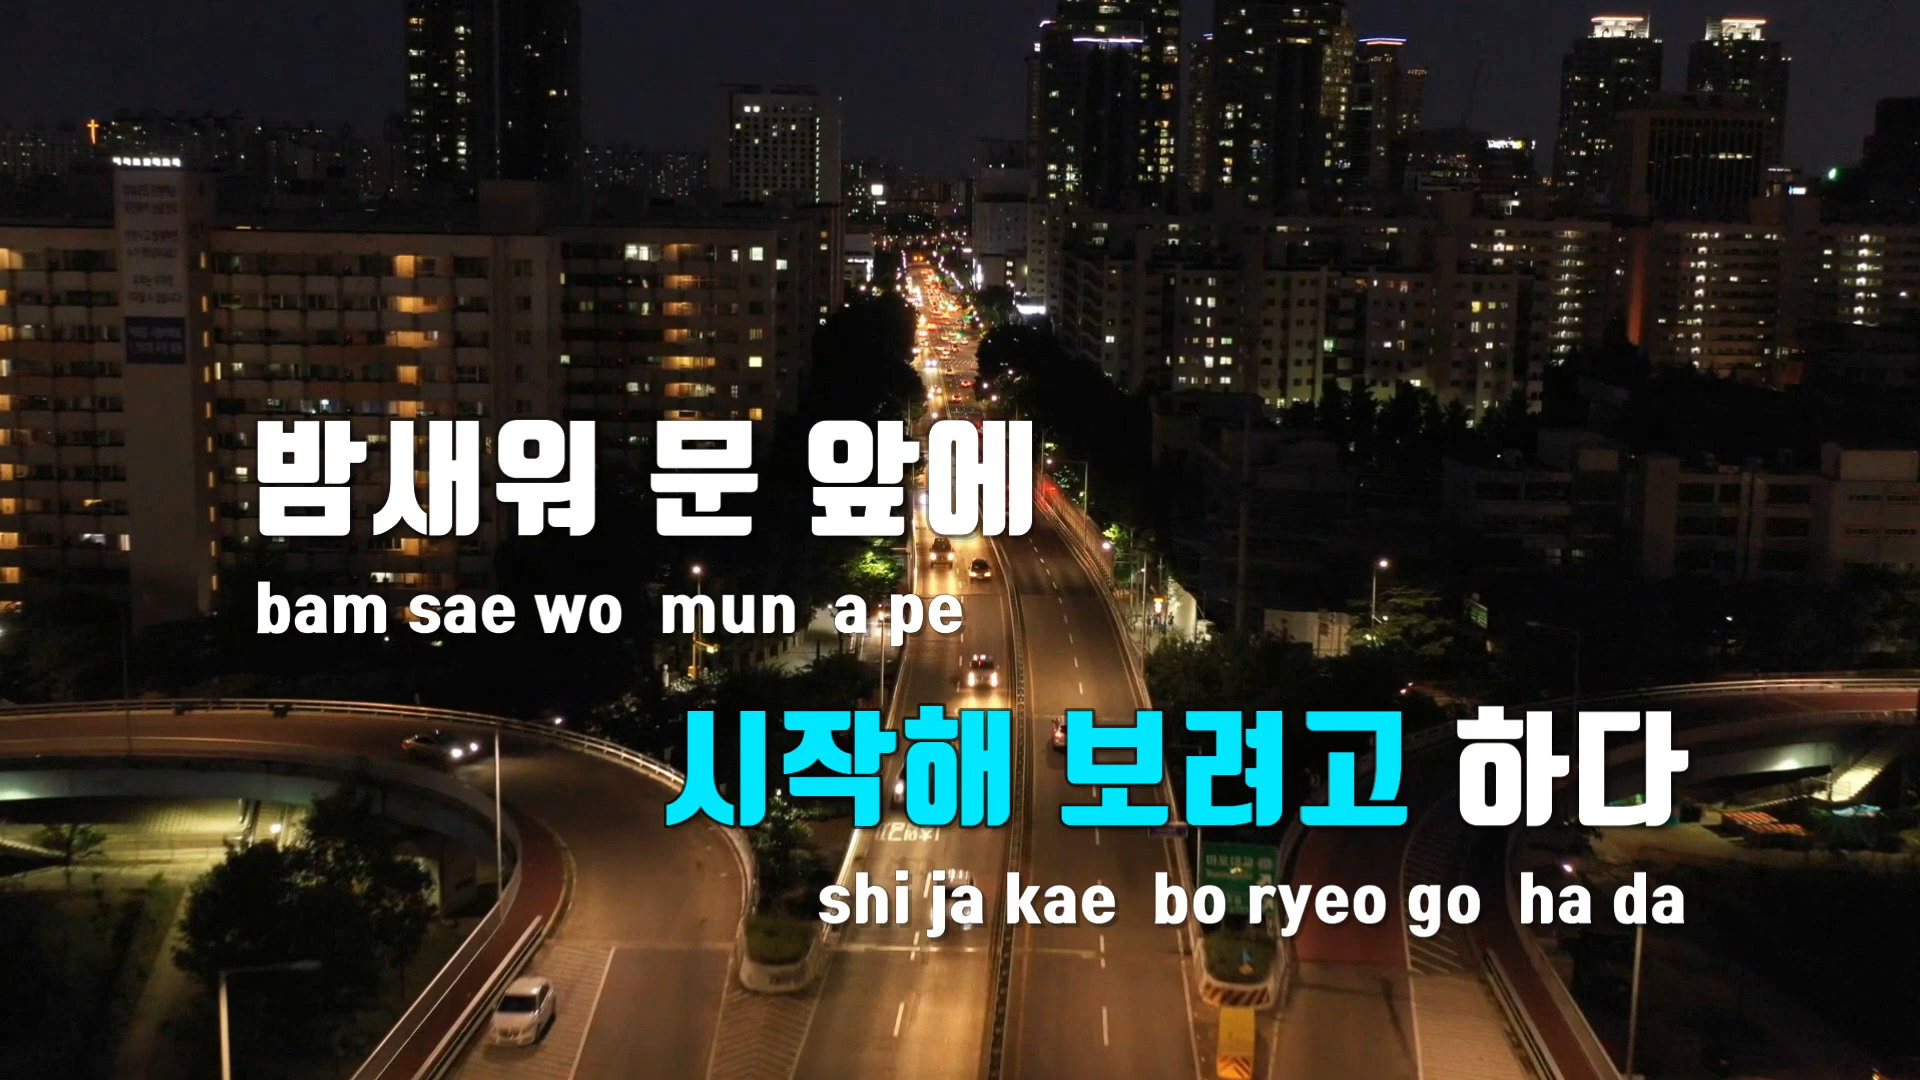 밤새워 문 앞에
bam sae wo mun a pe
시작해 보려고 하다
shi ja kae bo ryeo go ha da